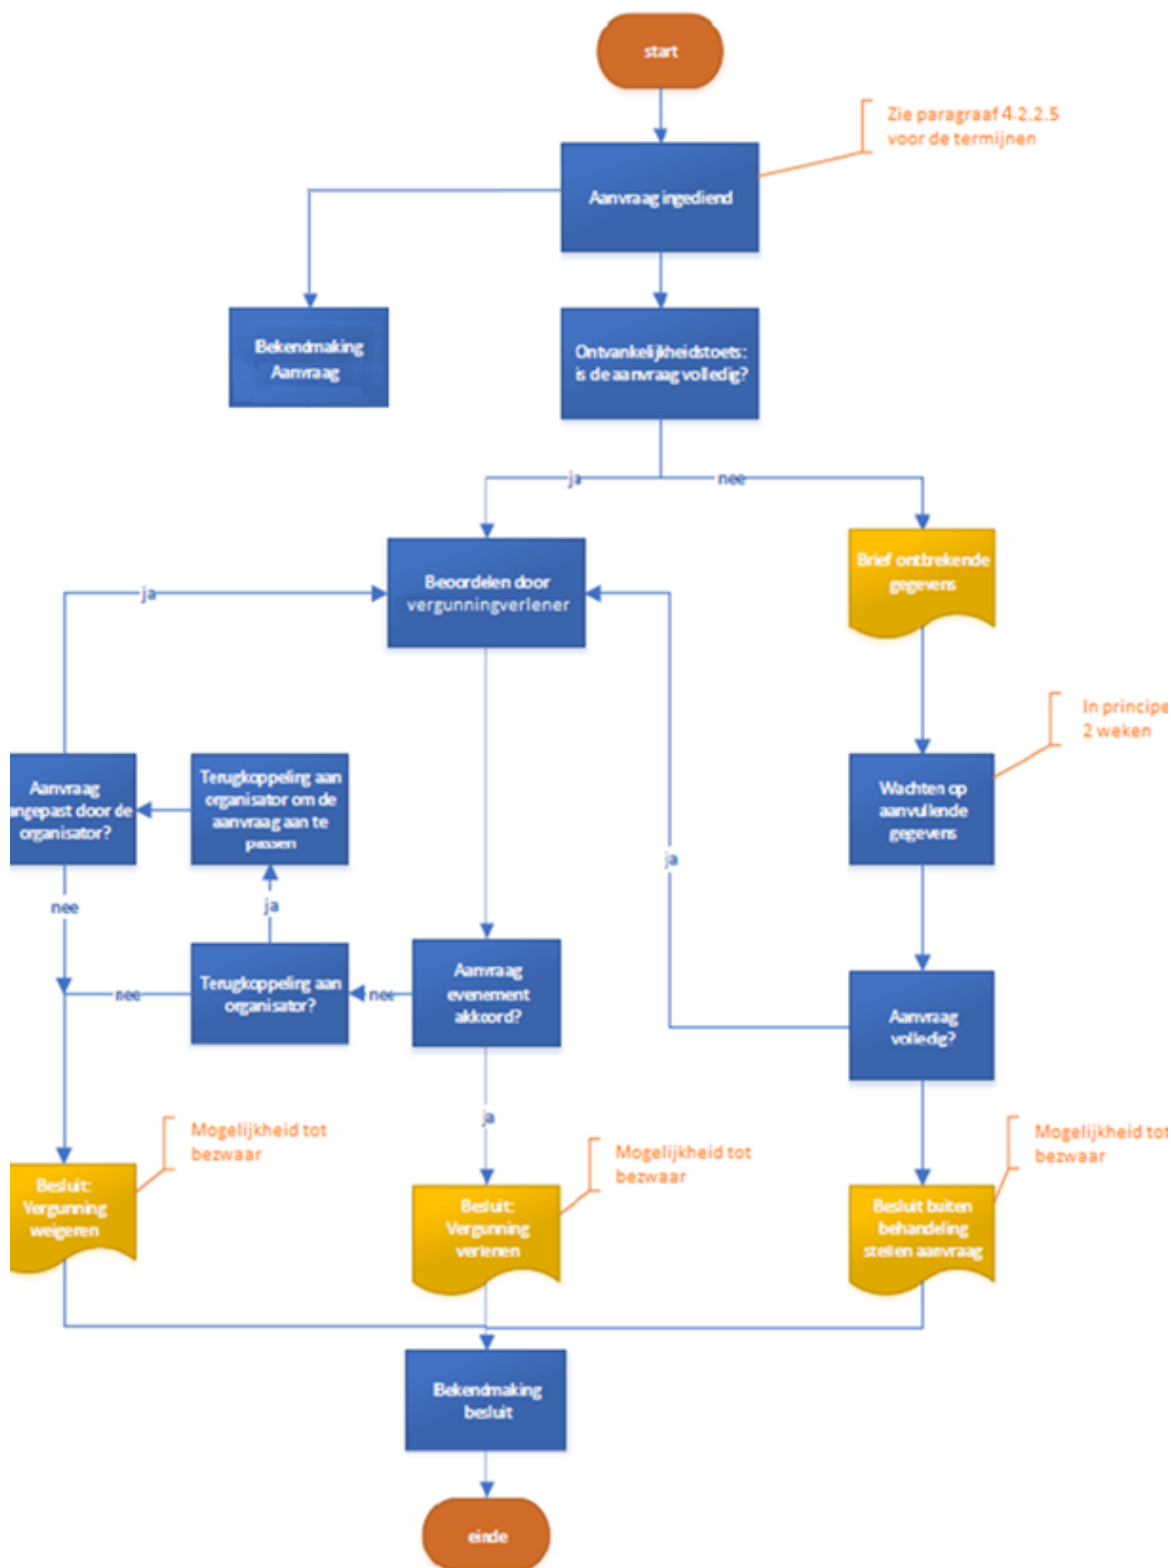 start
Zie paragraaf 4.2.2.5
voor de termijnen
Aanvraag ingediend
Bekendmaking
Aanvraag
Ontvankelijkheidstoets:
is de aanvraag volledig?
ja
nee
Beoordelen door
vergunningverlener
Brief ontbrekende
gegevens
ja
In principe
2 weken
Aanvraag
angepast door de
organisator?
Terugkoppeling aan
organisator om de
aanvraag aan te
passen
Wachten op
aanvullende
gegevens
ja
nee
ja
Terugkoppeling aan
organisator?
nee
nee
Aanvraag
evenement
akkoord?
Aanvraag
volledig?
ja
Mogelijkheid tot
bezwaar
Mogelijkheid tot
bezwaar
Mogelijkheid tot
bezwaar
Besluit:
Vergunning
weigeren
Besluit:
Vergunning
verlenen
Besluit buiten
behandeling
stellen aanvraag
Bekendmaking
besluit
einde